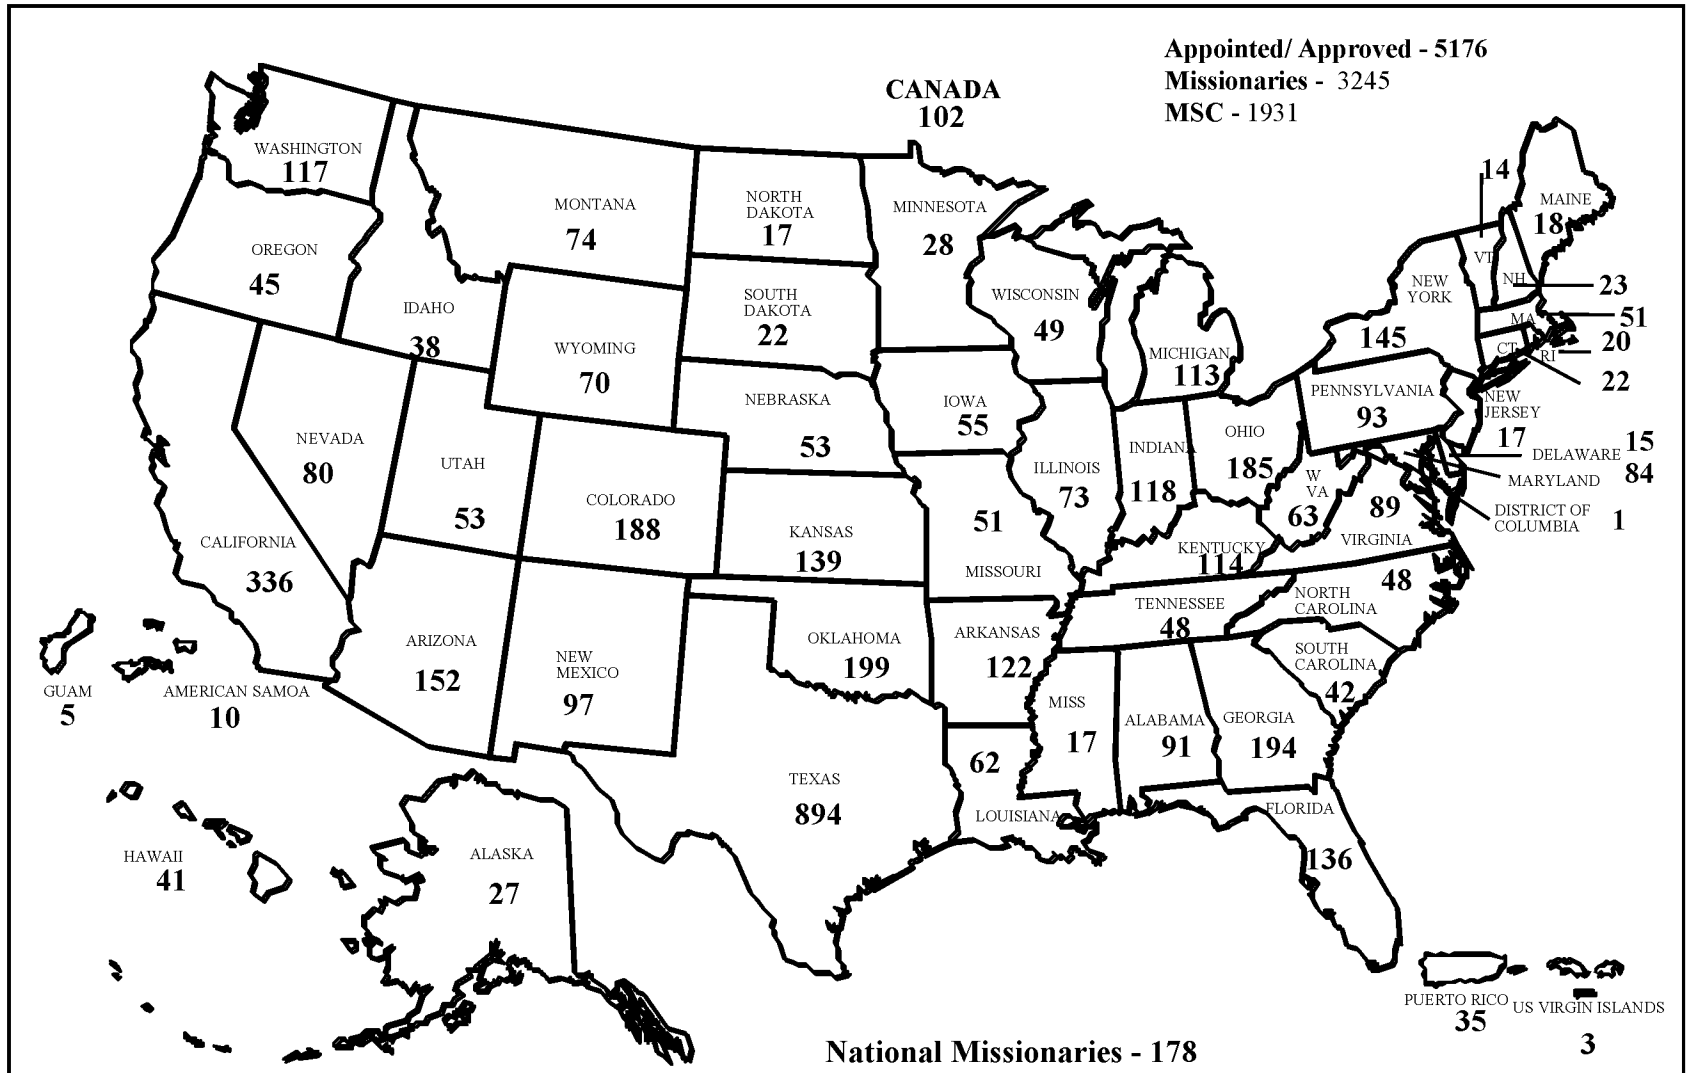 Appointed/ Approved - 5176
Missionaries - 3245
MSC - 1931
CANADA
102
WASHINGTON
117
OREGON
45
IDAHO
38
MONTANA
74
WYOMING
70
NORTH
DAKOTA
17
SOUTH
DAKOTA
22
NEBRASKA
53
MINNESOTA
28
WISCONSIN
49
IOWA
55
MICHIGAN
113
ILLINOIS
73
INDIANA
118
OHIO
185
NEW
YORK
145
PENNSYLVANIA
93
VT
14
NH
23
MAINE
18
MA
51
RI
20
CT
22
NEW
JERSEY
17
DELAWARE 15
MARYLAND 84
DISTRICT OF
COLUMBIA 1
W
VA
63
89
VIRGINIA
KENTUCKY
114
TENNESSEE
48
48
NORTH
CAROLINA
SOUTH
CAROLINA
42
GEORGIA
194
ALABAMA
91
MISS
17
FLORIDA
136
62
LOUISIANA
ARKANSAS
122
51
MISSOURI
KANSAS
139
OKLAHOMA
199
TEXAS
894
NEW
MEXICO
97
COLORADO
188
UTAH
53
NEVADA
80
CALIFORNIA
336
ARIZONA
152
GUAM
5
AMERICAN SAMOA
10
HAWAII
41
ALASKA
27
PUERTO RICO
35
US VIRGIN ISLANDS
3
National Missionaries - 178